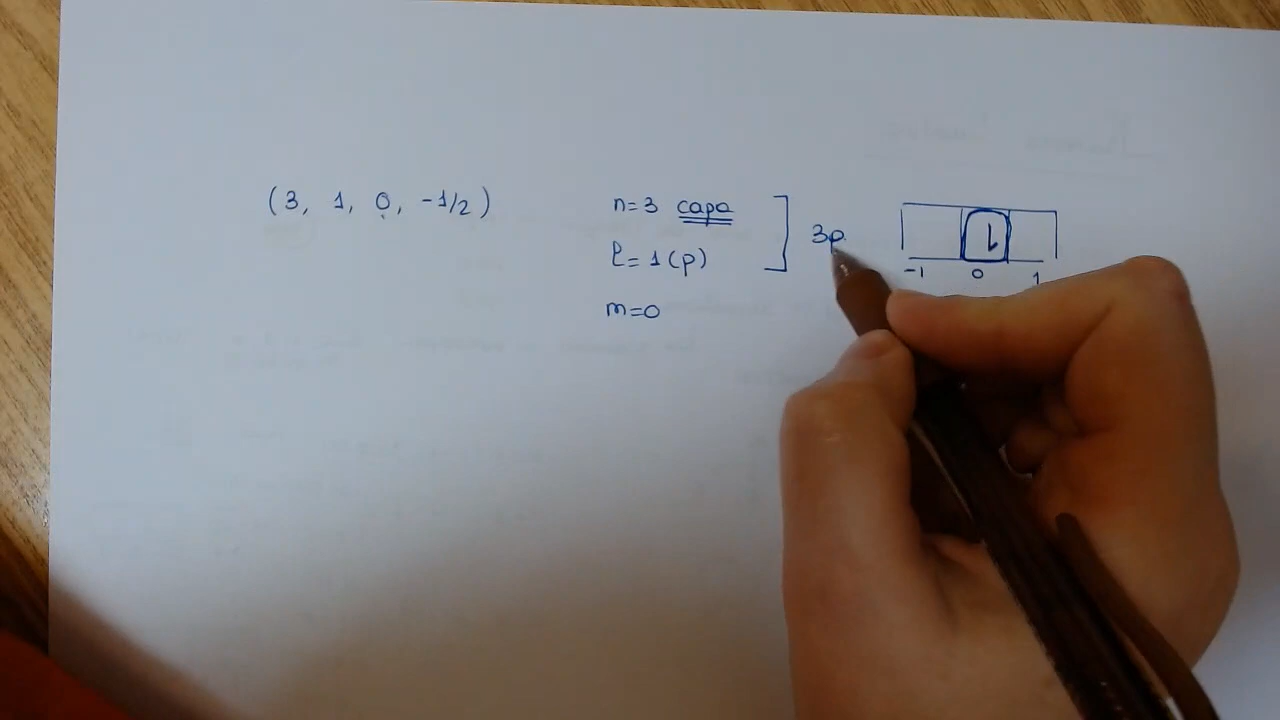 (3, 1, 0, -1/2)
n=3 capa
l=1(p)
3p
m=0
-1 0 1